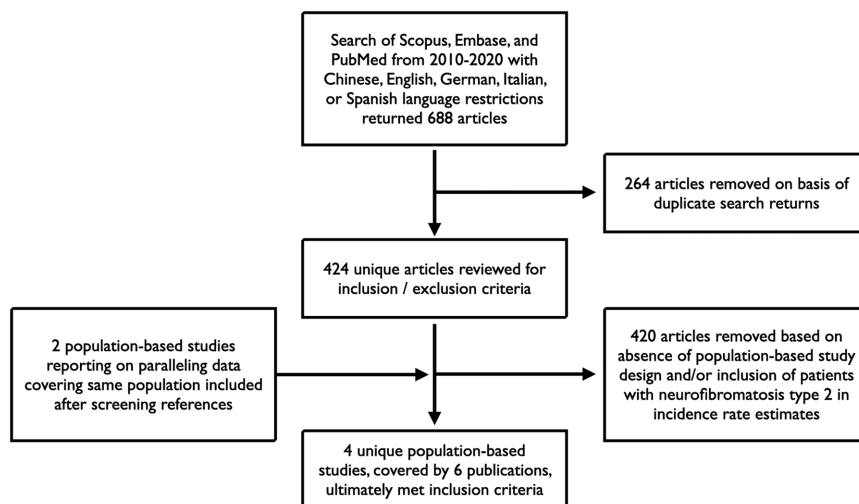 Search of Scopus, Embase, and
PubMed from 2010-2020 with
Chinese, English, German, Italian,
or Spanish language restrictions
returned 688 articles
264 articles removed on basis of
duplicate search returns
424 unique articles reviewed for
inclusion / exclusion criteria
2 population-based studies
reporting on paralleling data
covering same population included
after screening references
420 articles removed based on
absence of population-based study
design and/or inclusion of patients
with neurofibromatosis type 2 in
incidence rate estimates
4 unique population-based
studies, covered by 6 publications,
ultimately met inclusion criteria